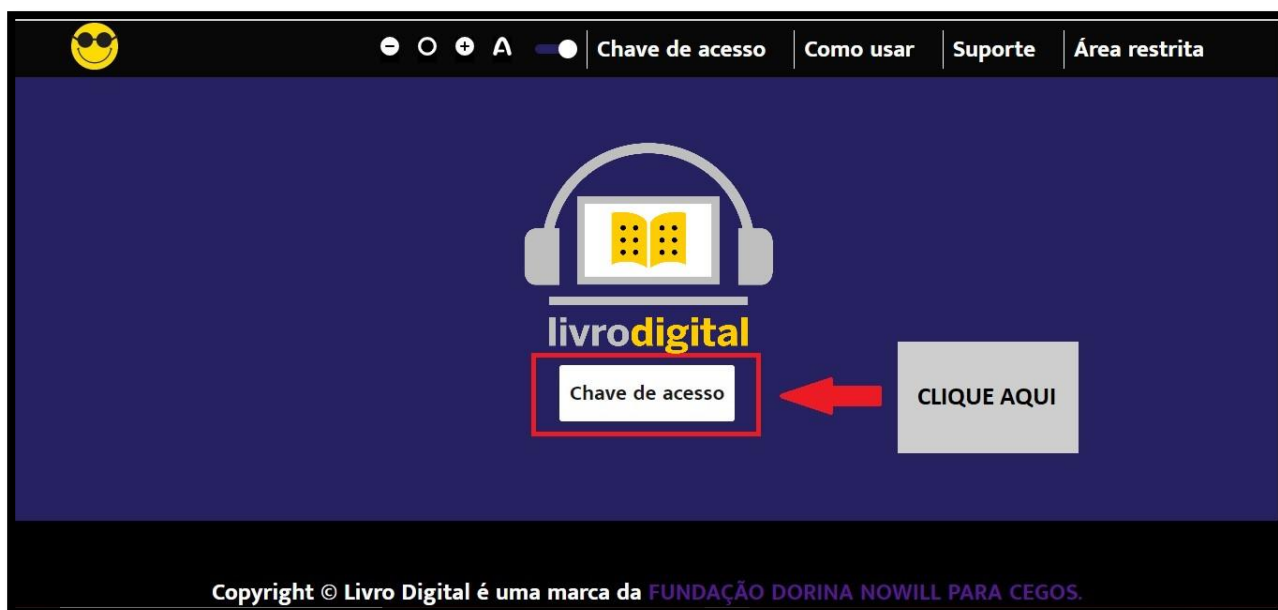 Chave de acesso Como usar Suporte Área restrita
livrodigital
Chave de acesso
CLIQUE AQUI
Copyright © Livro Digital é uma marca da FUNDAÇÃO DORINA NOWILL PARA CEGOS.